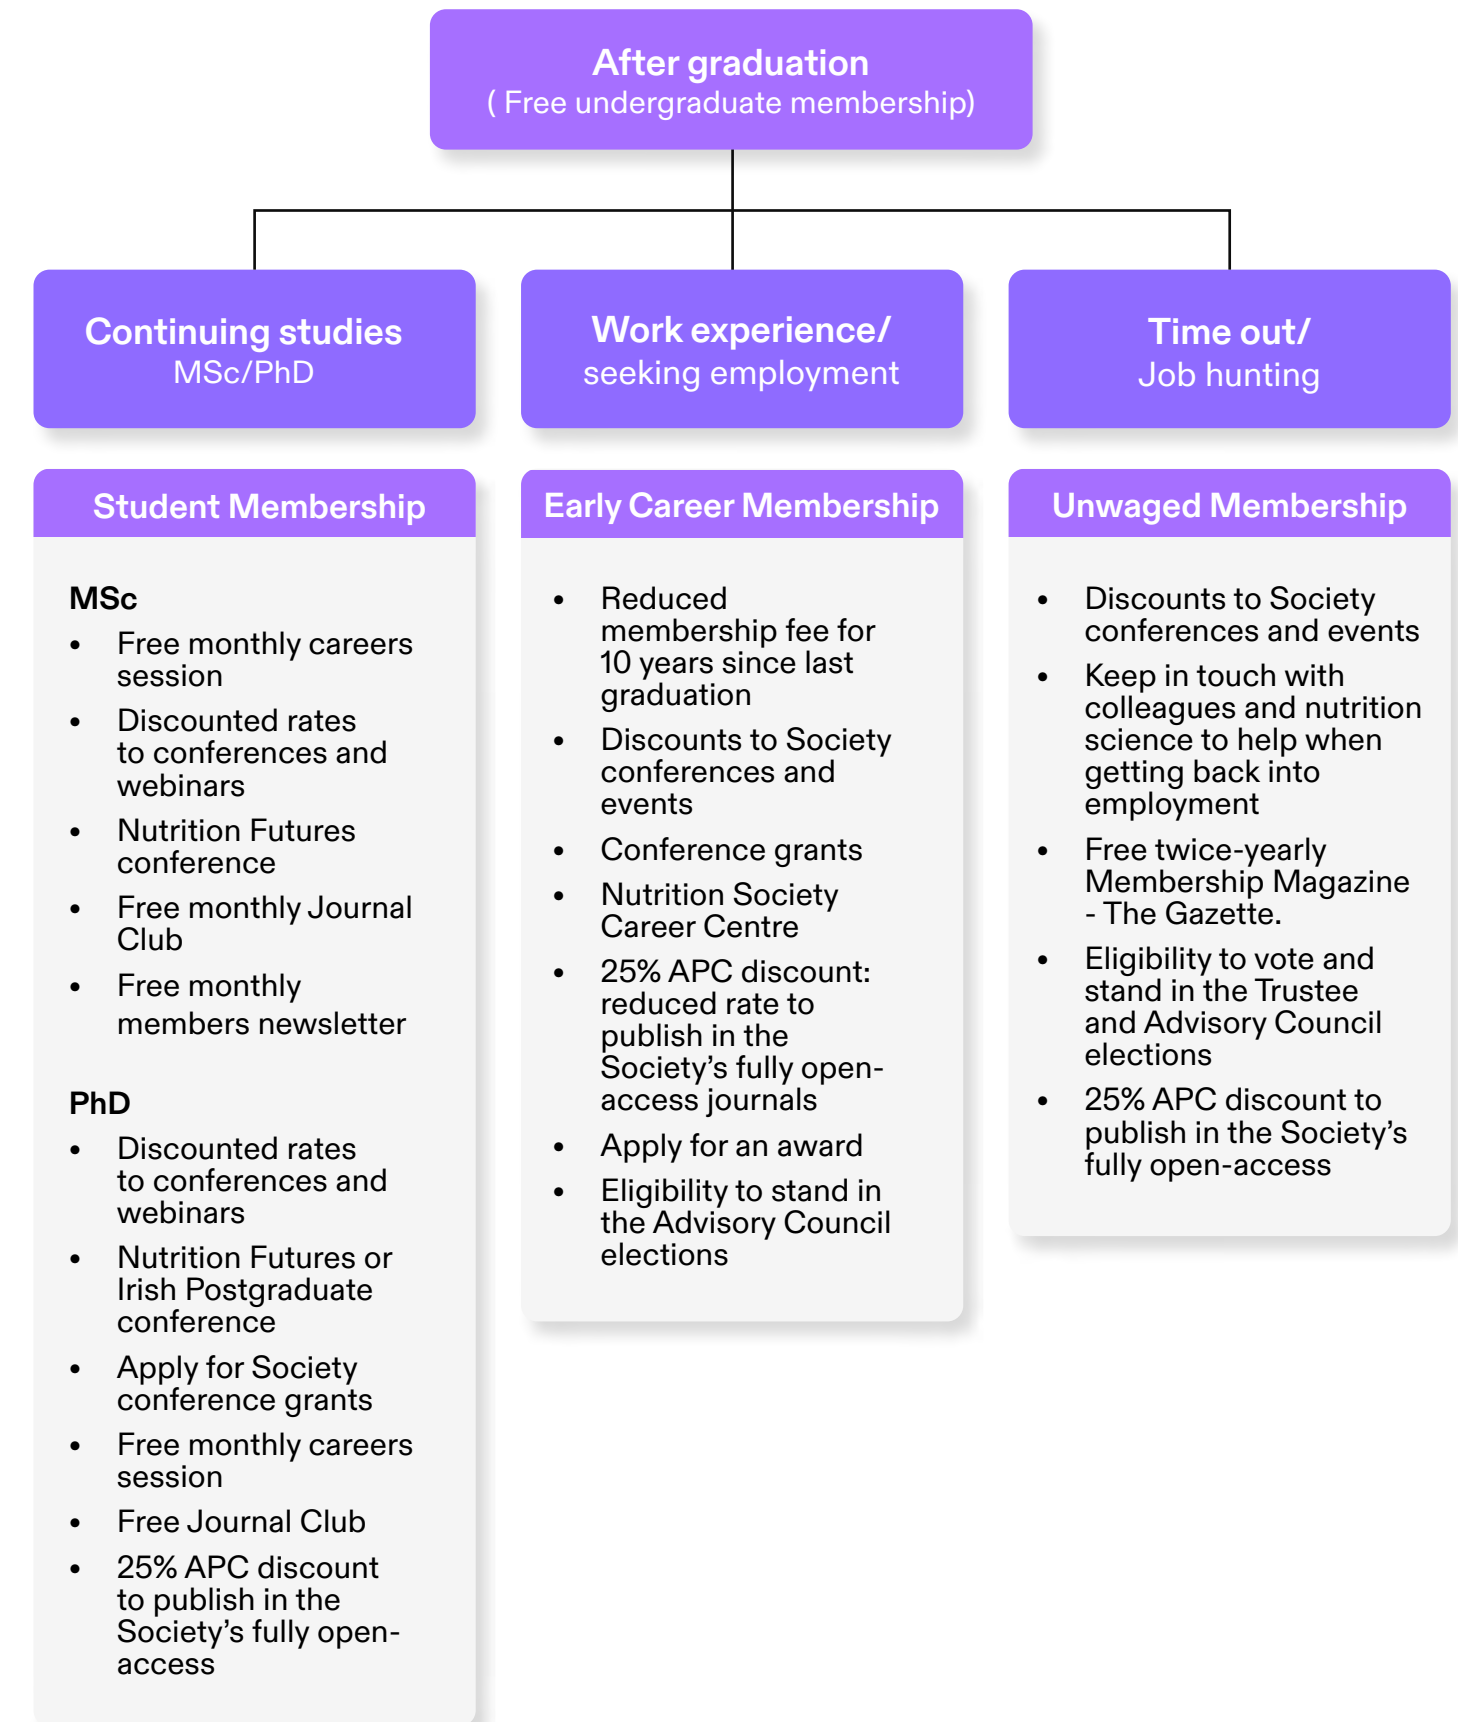 After graduation
( Free undergraduate membership)
Continuing studies
MSc/PhD
Work experience/
seeking employment
Time out/
Job hunting
Student Membership
MSc
• Free monthly careers
session
• Discounted rates
to conferences and
webinars
• Nutrition Futures
conference
• Free monthly Journal
Club
• Free monthly
members newsletter
PhD
• Discounted rates
to conferences and
webinars
• Nutrition Futures or
Irish Postgraduate
conference
• Apply for Society
conference grants
• Free monthly careers
session
• Free Journal Club
• 25% APC discount
to publish in the
Society’s fully open-
access
Early Career Membership
• Reduced
membership fee for
10 years since last
graduation
• Discounts to Society
conferences and
events
• Conference grants
• Nutrition Society
Career Centre
• 25% APC discount:
reduced rate to
publish in the
Society’s fully open-
access journals
• Apply for an award
• Eligibility to stand in
the Advisory Council
elections
Unwaged Membership
• Discounts to Society
conferences and events
• Keep in touch with
colleagues and nutrition
science to help when
getting back into
employment
• Free twice-yearly
Membership Magazine
- The Gazette.
• Eligibility to vote and
stand in the Trustee
and Advisory Council
elections
• 25% APC discount to
publish in the Society’s
fully open-access